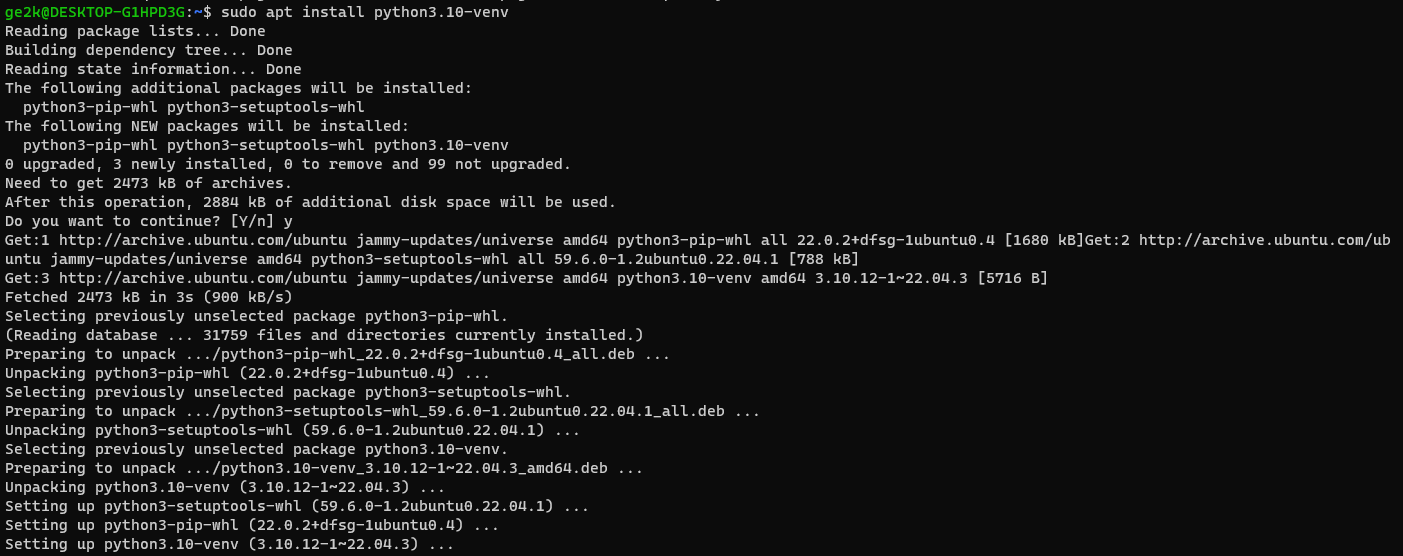 ge2k@DESKTOP-G1HPD3G:~$ sudo apt install python3.10-venv
Reading package lists... Done
Building dependency tree... Done
Reading state information... Done
The following additional packages will be installed:
  python3-pip-whl python3-setuptools-whl
The following NEW packages will be installed:
  python3-pip-whl python3-setuptools-whl python3.10-venv
0 upgraded, 3 newly installed, 0 to remove and 99 not upgraded.
Need to get 2473 kB of archives.
After this operation, 2884 kB of additional disk space will be used.
Do you want to continue? [Y/n] y
Get:1 http://archive.ubuntu.com/ubuntu jammy-updates/universe amd64 python3-pip-whl all 22.0.2+dfsg-1ubuntu0.4 [1680 kB]Get:2 http://archive.ubuntu.com/ub
untu jammy-updates/universe amd64 python3-setuptools-whl all 59.6.0-1.2ubuntu0.22.04.1 [788 kB]
Get:3 http://archive.ubuntu.com/ubuntu jammy-updates/universe amd64 python3.10-venv amd64 3.10.12-1~22.04.3 [5716 B]
Fetched 2473 kB in 3s (900 kB/s)
Selecting previously unselected package python3-pip-whl.
(Reading database ... 31759 files and directories currently installed.)
Preparing to unpack .../python3-pip-whl_22.0.2+dfsg-1ubuntu0.4_all.deb ...
Unpacking python3-pip-whl (22.0.2+dfsg-1ubuntu0.4) ...
Selecting previously unselected package python3-setuptools-whl.
Preparing to unpack .../python3-setuptools-whl_59.6.0-1.2ubuntu0.22.04.1_all.deb ...
Unpacking python3-setuptools-whl (59.6.0-1.2ubuntu0.22.04.1) ...
Selecting previously unselected package python3.10-venv.
Preparing to unpack .../python3.10-venv_3.10.12-1~22.04.3_amd64.deb ...
Unpacking python3.10-venv (3.10.12-1~22.04.3) ...
Setting up python3-setuptools-whl (59.6.0-1.2ubuntu0.22.04.1) ...
Setting up python3-pip-whl (22.0.2+dfsg-1ubuntu0.4) ...
Setting up python3.10-venv (3.10.12-1~22.04.3) ...